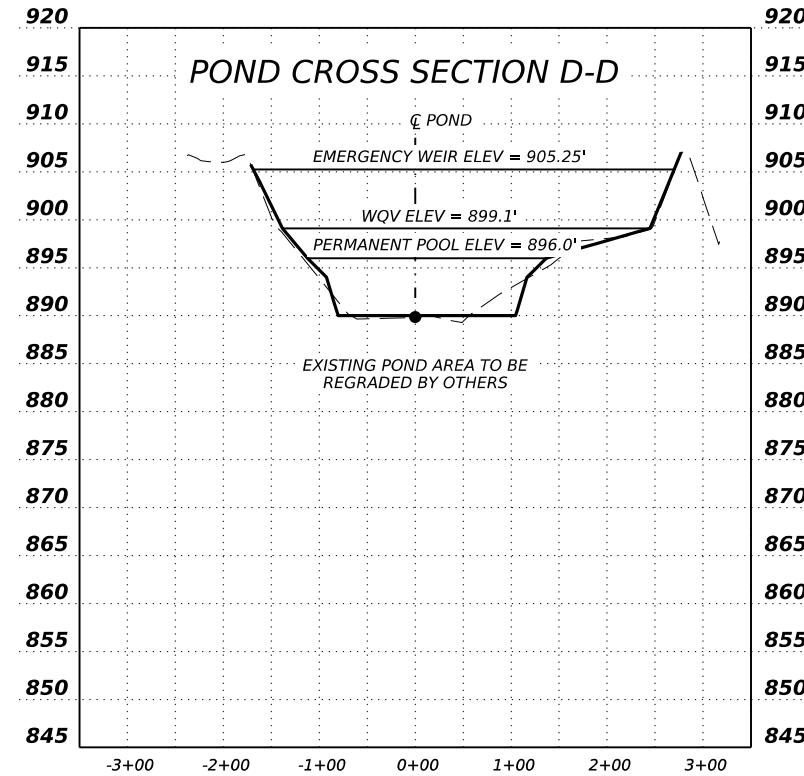 920 920
POND CROSS SECTION D-D
915 915
910 910
℄ POND
EMERGENCY WEIR ELEV = 905.25'
905 905
WQV ELEV = 899.1'
900 900
PERMANENT POOL ELEV = 896.0'
895 895
890 890
EXISTING POND AREA TO BE
REGRADED BY OTHERS
885 885
880 880
875 875
870 870
865 865
860 860
855 855
850 850
845 845
-3+00 -2+00 -1+00 0+00 1+00 2+00 3+00